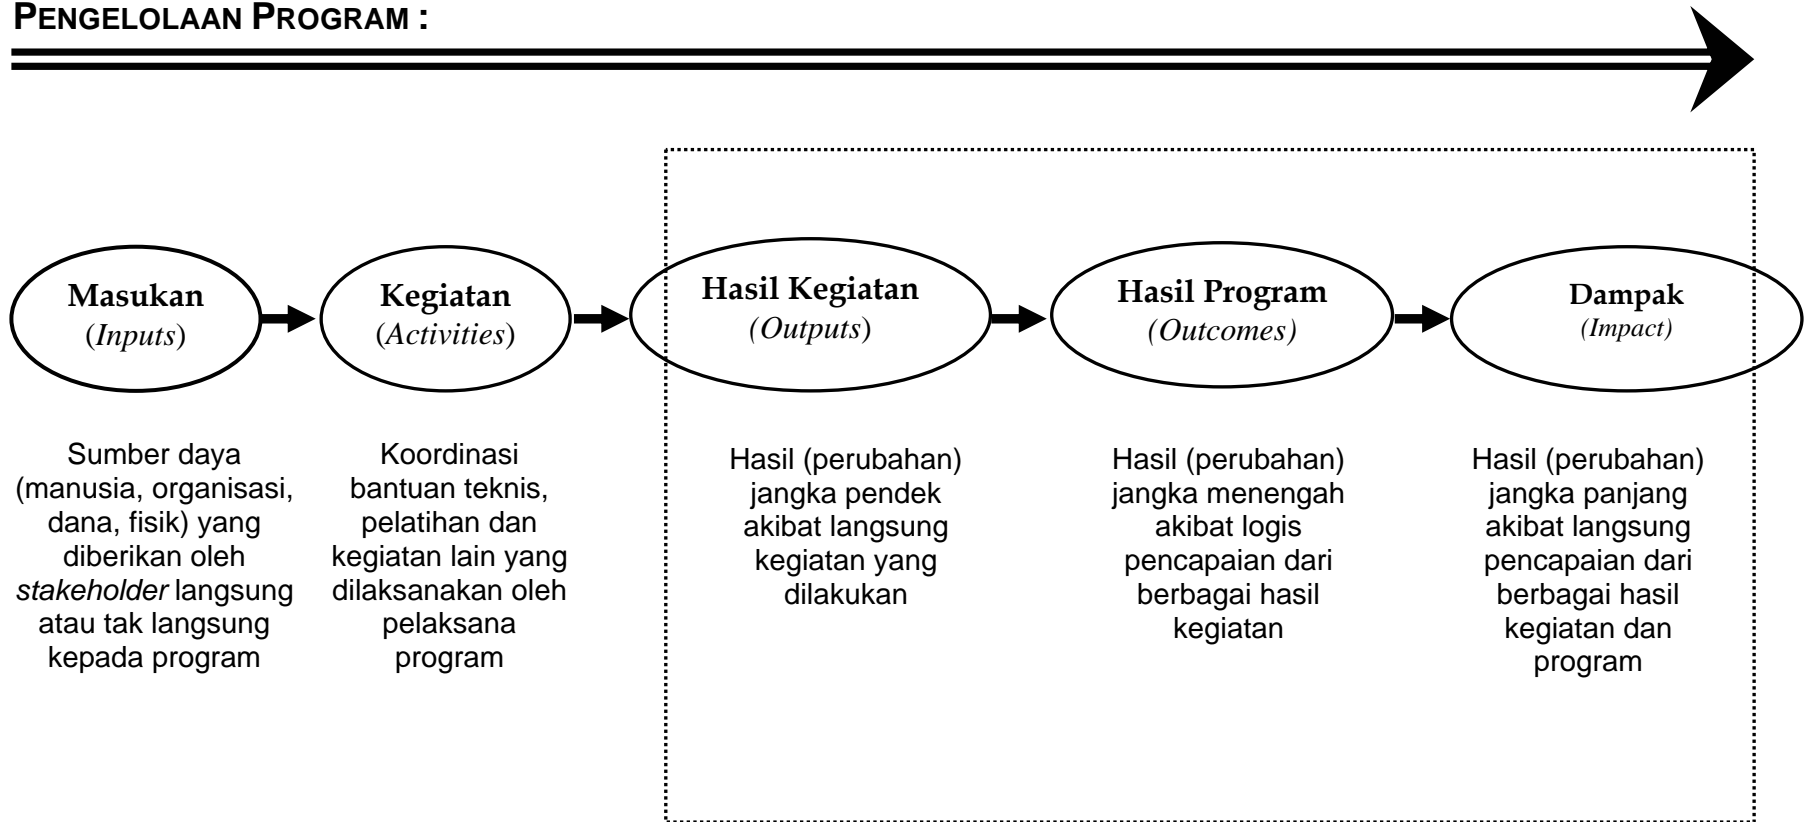 PENGELOLAAN PROGRAM :
Masukan
(Inputs)
Kegiatan
(Activities)
Hasil Kegiatan
(Outputs)
Hasil Program
(Outcomes)
Dampak
(Impact)
Sumber daya
(manusia, organisasi,
dana, fisik) yang
diberikan oleh
stakeholder langsung
atau tak langsung
kepada program
Koordinasi
bantuan teknis,
pelatihan dan
kegiatan lain yang
dilaksanakan oleh
pelaksana
program
Hasil (perubahan)
jangka pendek
akibat langsung
kegiatan yang
dilakukan
Hasil (perubahan)
jangka menengah
akibat logis
pencapaian dari
berbagai hasil
kegiatan
Hasil (perubahan)
jangka panjang
akibat langsung
pencapaian dari
berbagai hasil
kegiatan dan
program